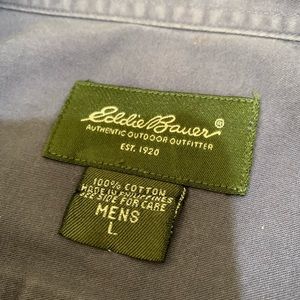 Eddie Bauer ®
AUTHENTIC OUTDOOR OUTFITTER
EST. 1920
100% COTTON
MADE IN PHILIPPINES
SEE SIDE FOR CARE
MENS
L